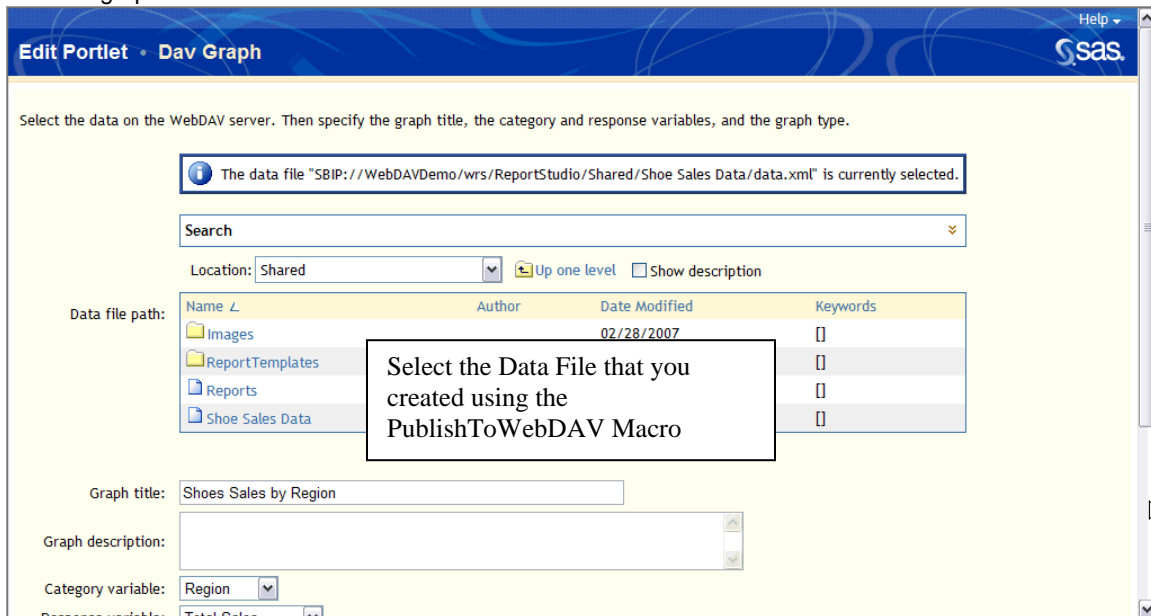 Help
Edit Portlet • Dav Graph
sas.
Select the data on the WebDAV server. Then specify the graph title, the category and response variables, and the graph type.
The data file "SBIP://WebDAVDemo/wrs/ReportStudio/Shared/Shoe Sales Data/data.xml" is currently selected.
Search
Location: Shared Up one level Show description
Data file path:
Name Author Date Modified Keywords
Images 02/28/2007 []
ReportTemplates []
Reports []
Shoe Sales Data []
Select the Data File that you
created using the
PublishToWebDAV Macro
Graph title: Shoes Sales by Region
Graph description:
Category variable: Region
Response variable: Total Sales